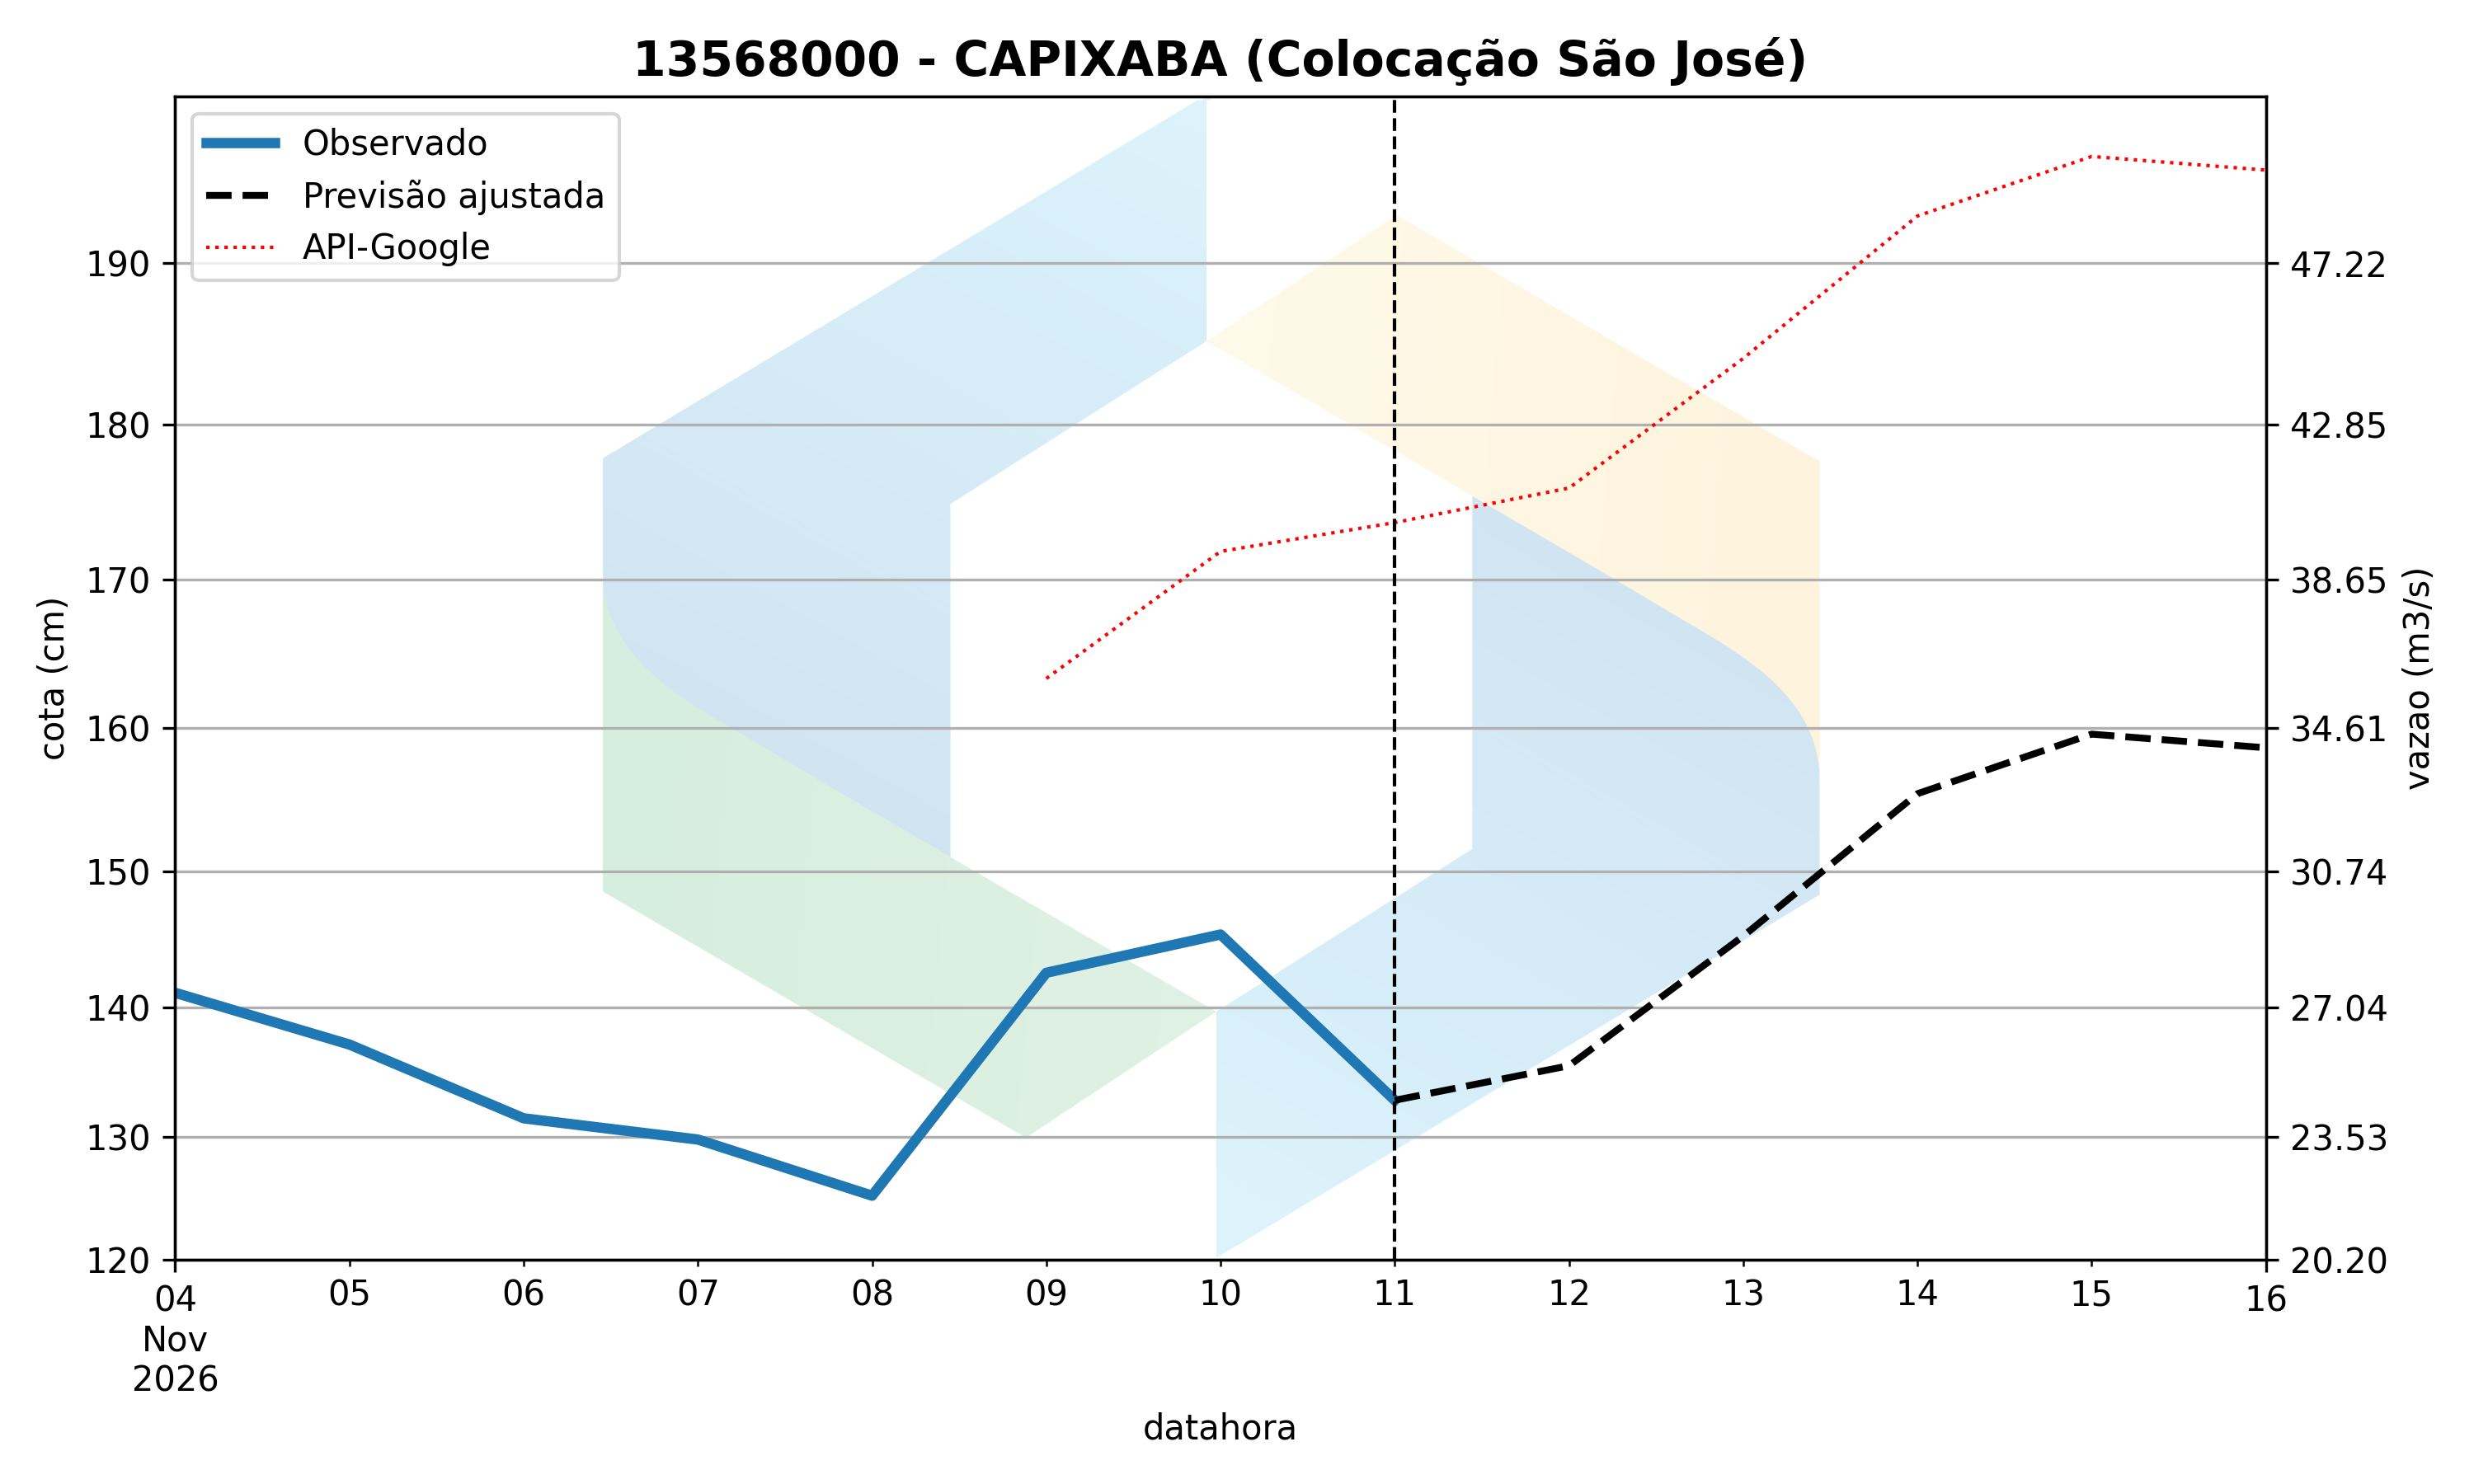 13568000 - CAPIXABA (Colocação São José)
Observado
Previsão ajustada
API-Google
cota (cm)
190
180
170
160
150
140
130
120
47.22
42.85
38.65
34.61
30.74
27.04
23.53
20.20
vazao (m3/s)
04 05 06 07 08 09 10 11 12 13 14 15 16
Nov
2026
datahora